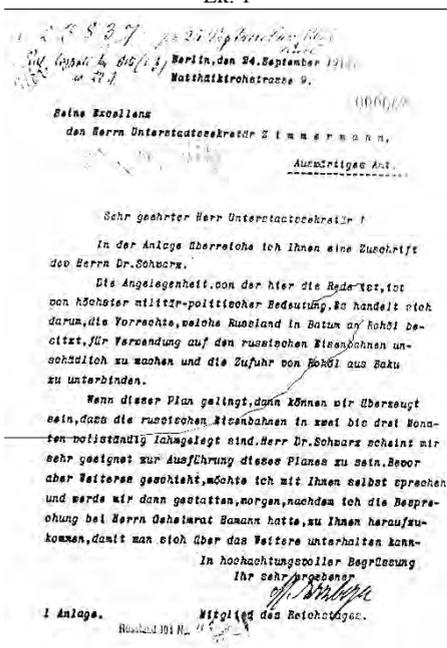 Berlin, den 24.September
Matthäikirchstrasse 9.
Seine Excellenz
den Herrn Unterstaatssekretär Zimmermann,
Auswärtiges Amt.
Sehr geehrter Herr Unterstaatssekretär !
In der Anlage überreiche ich Ihnen eine Zuschrift
des Herrn Dr.Schwarz.
Die Angelegenheit,von der hier die Rede ist,ist
von höchster militär-politischer Bedeutung.Es handelt sich
darum,die Vorrechte,welche Russland in Batum an Rohöl be-
sitzt,für Verwendung auf den russischen Eisenbahnen un-
schädlich zu machen und die Zufuhr von Rohöl aus Baku
zu unterbinden.
Wenn dieser Plan gelingt,dann können wir überzeugt
sein,dass die russischen Eisenbahnen in zwei bis drei Mona-
ten vollständig lahmgelegt sind.Herr Dr.Schwarz scheint mir
sehr geeignet zur Ausführung dieses Planes zu sein.Bevor
aber Weiteres geschieht,möchte ich mit Ihnen selbst sprechen
und werde mir dann gestatten,morgen,nachdem ich die Bespre-
chung bei Herrn Geheimrat Hamann hatte,zu Ihnen heraufzu-
kommen,damit man sich über das Weitere unterhalten kann-
In hochachtungsvoller Begrüssung
Ihr sehr ergebener
Mitglied des Reichstages.
1 Anlage.